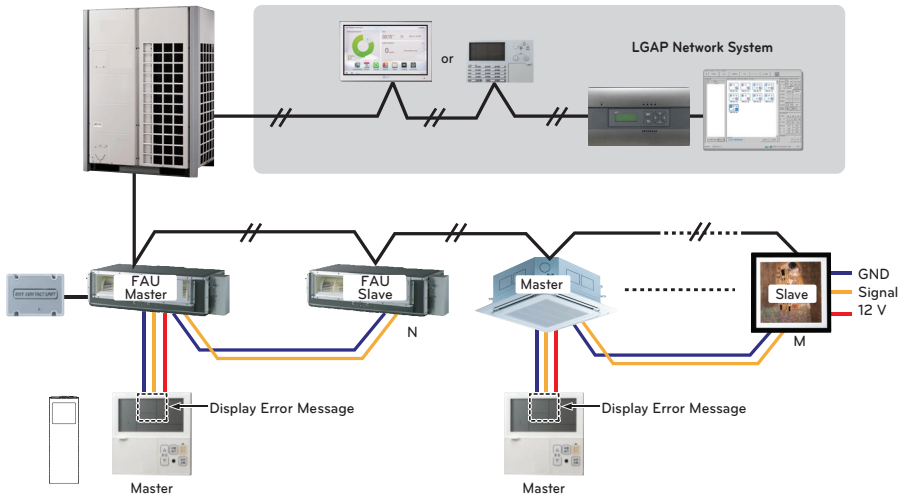 or
LGAP Network System
FAU
Master
FAU
Slave
Master
Slave
GND
Signal
12 V
N
M
Display Error Message
Display Error Message
Master
Master